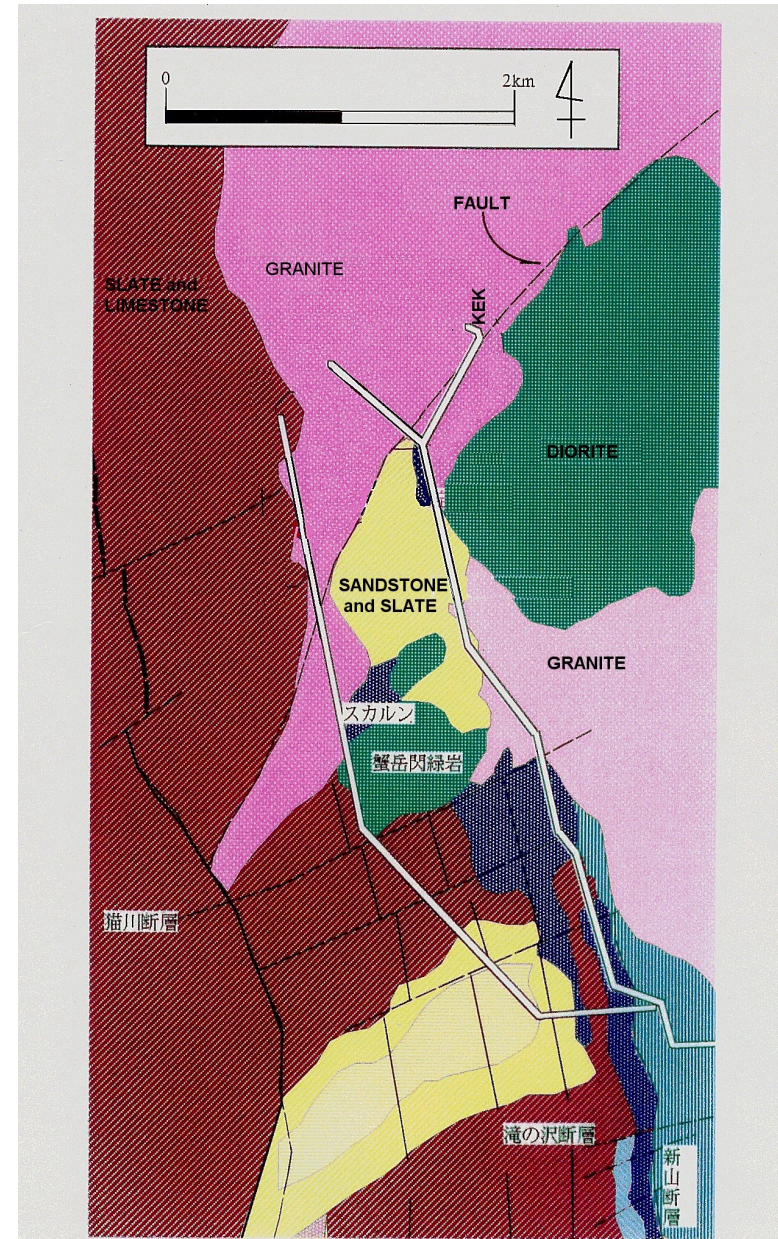 0 2km
FAULT
GRANITE
SLATE and
LIMESTONE
KEK
DIORITE
SANDSTONE
and SLATE
GRANITE
スカルン
蟹岳閃緑岩
猫川断層
滝の沢断層
新山断層